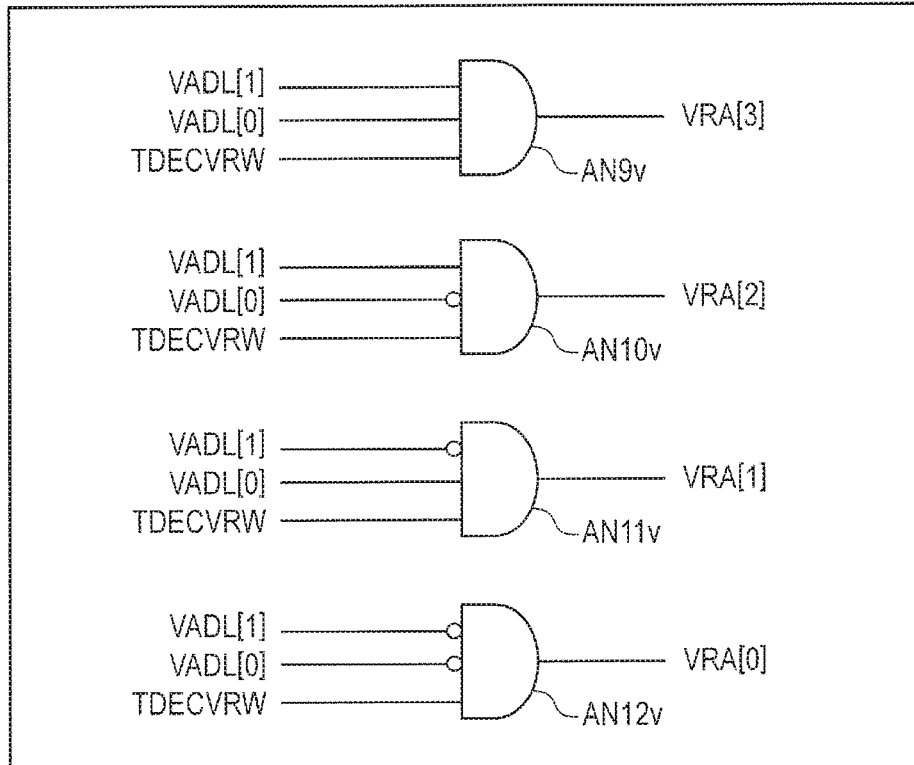 VADL[1]
VADL[0]
TDECVRW
VRA[3]
AN9v
VADL[1]
VADL[0]
TDECVRW
VRA[2]
AN10v
VADL[1]
VADL[0]
TDECVRW
VRA[1]
AN11v
VADL[1]
VADL[0]
TDECVRW
VRA[0]
AN12v